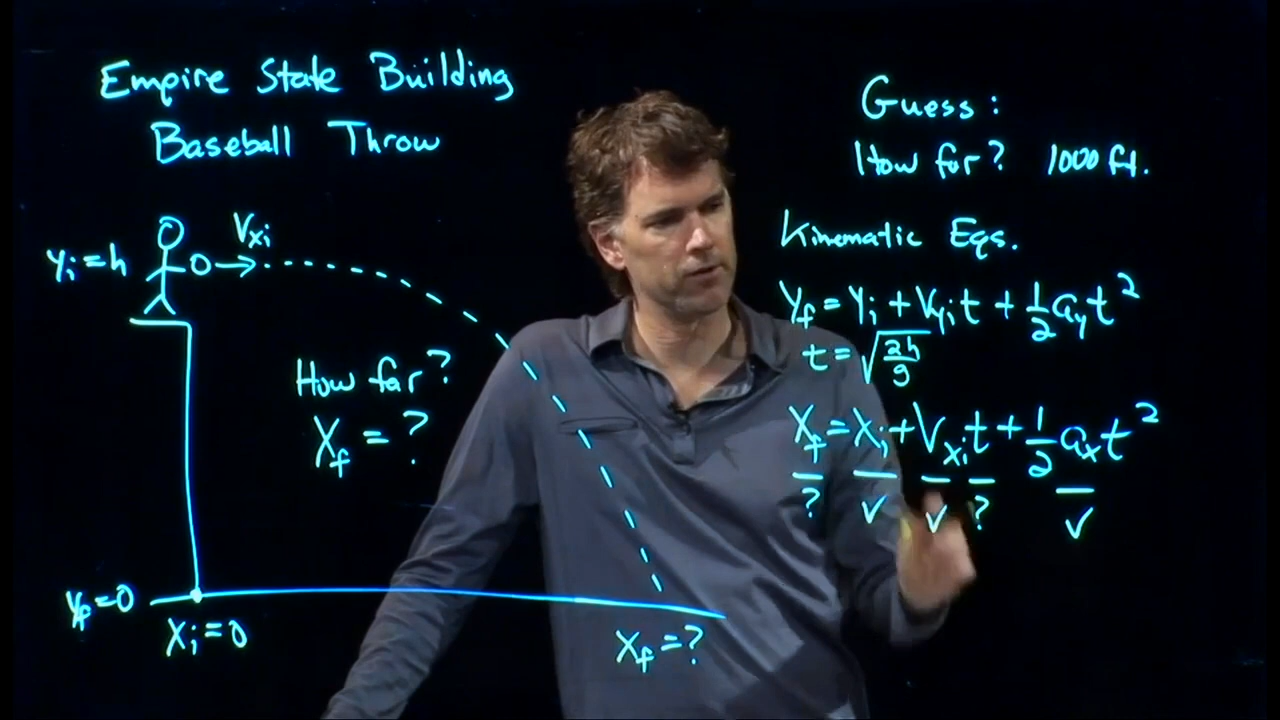 Empire State Building
Baseball Throw
Vxi
yi = h
How far?
Xf = ?
yf = 0
Xi = 0
Xf = ?
Guess:
How far? 1000 ft.
Kinematic Eqs.
yf = yi + Vyi t + 1/2 ay t²
t = √(2h/g)
Xf = Xi + Vxi t + 1/2 ax t²
? ✓ ✓ ? ✓